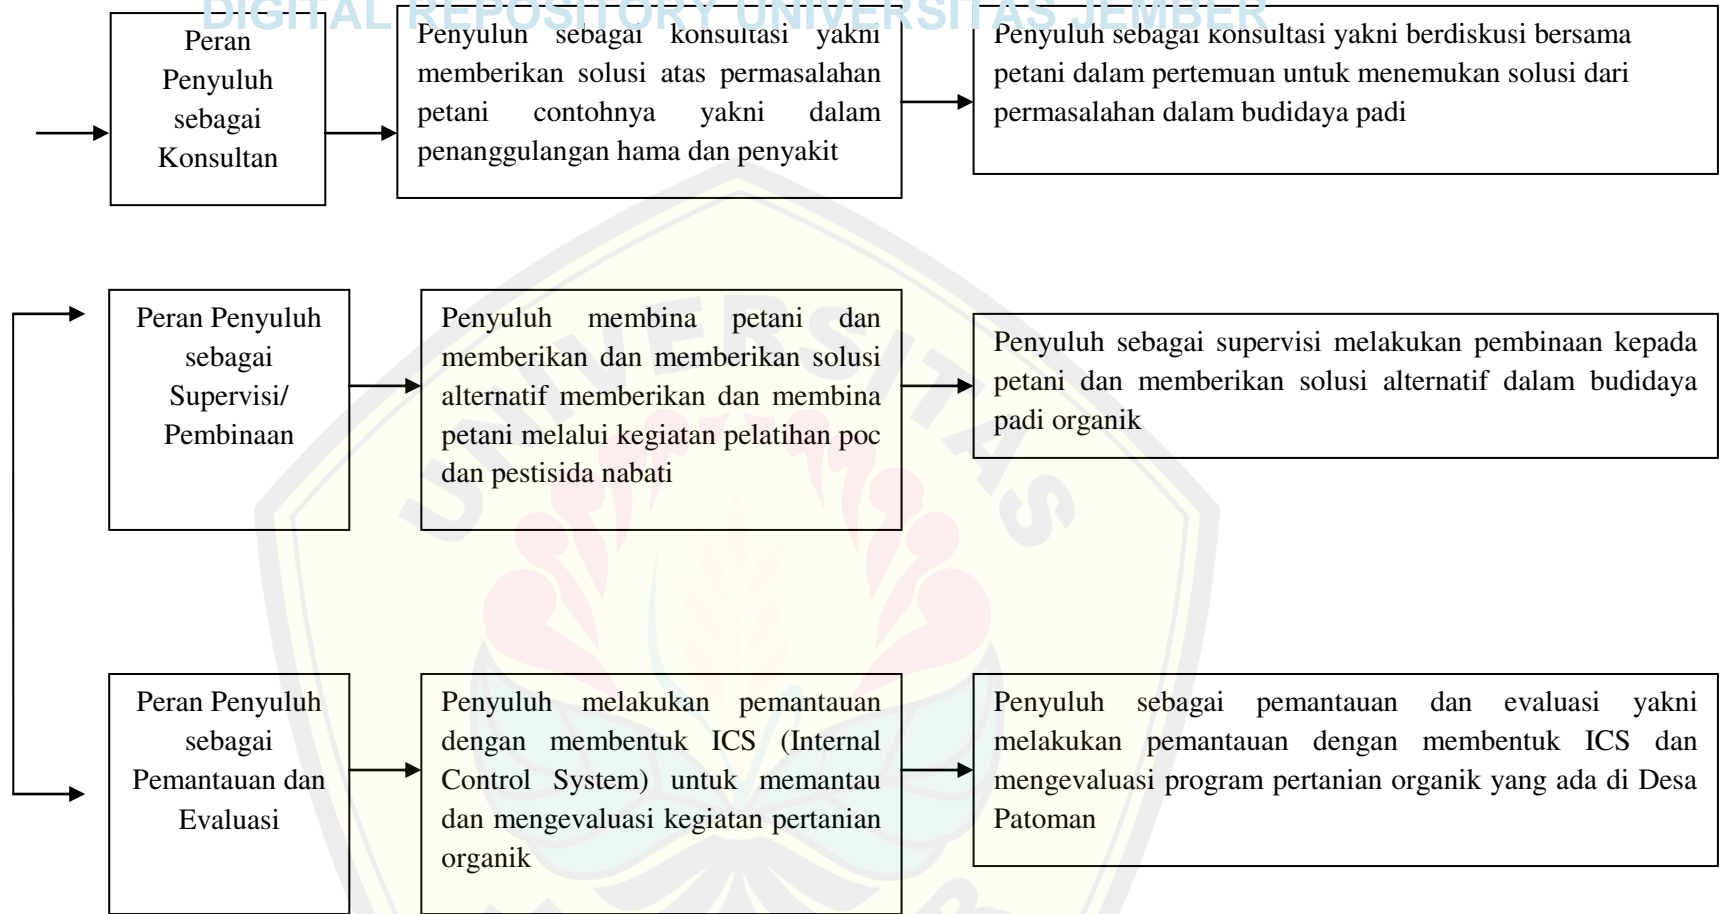 DIGITAL REPOSITORY UNIVERSITAS JEMBER
Peran
Penyuluh
sebagai
Konsultan
Penyuluh sebagai konsultasi yakni
memberikan solusi atas permasalahan
petani contohnya yakni dalam
penanggulangan hama dan penyakit
Penyuluh sebagai konsultasi yakni berdiskusi bersama
petani dalam pertemuan untuk menemukan solusi dari
permasalahan dalam budidaya padi
Peran Penyuluh
sebagai
Supervisi/
Pembinaan
Penyuluh membina petani dan
memberikan dan memberikan solusi
alternatif memberikan dan membina
petani melalui kegiatan pelatihan poc
dan pestisida nabati
Penyuluh sebagai supervisi melakukan pembinaan kepada
petani dan memberikan solusi alternatif dalam budidaya
padi organik
Peran Penyuluh
sebagai
Pemantauan dan
Evaluasi
Penyuluh melakukan pemantauan
dengan membentuk ICS (Internal
Control System) untuk memantau
dan mengevaluasi kegiatan pertanian
organik
Penyuluh sebagai pemantauan dan evaluasi yakni
melakukan pemantauan dengan membentuk ICS dan
mengevaluasi program pertanian organik yang ada di Desa
Patoman
UNIVERSITAS